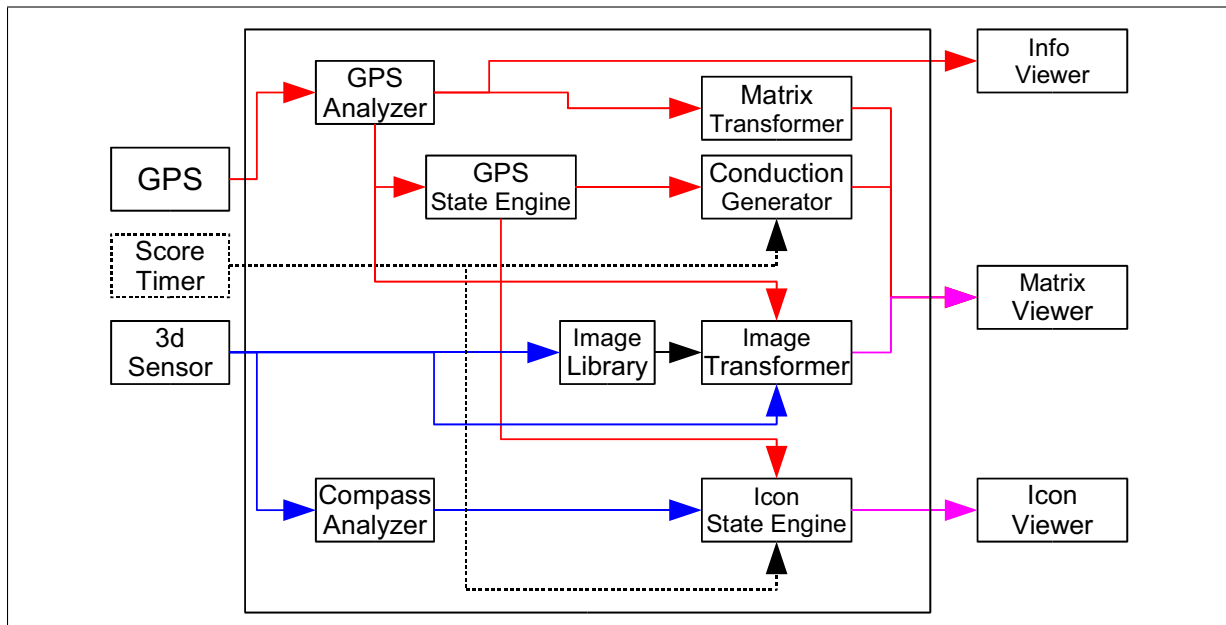 Info
Viewer
GPS
Analyzer
Matrix
Transformer
GPS
GPS
State Engine
Conduction
Generator
Score
Timer
Matrix
Viewer
3d
Sensor
Image
Library
Image
Transformer
Compass
Analyzer
Icon
State Engine
Icon
Viewer